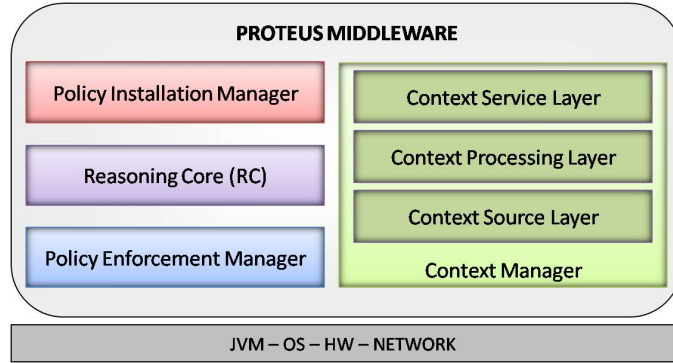 PROTEUS MIDDLEWARE
Policy Installation Manager
Reasoning Core (RC)
Policy Enforcement Manager
Context Service Layer
Context Processing Layer
Context Source Layer
Context Manager
JVM – OS – HW – NETWORK